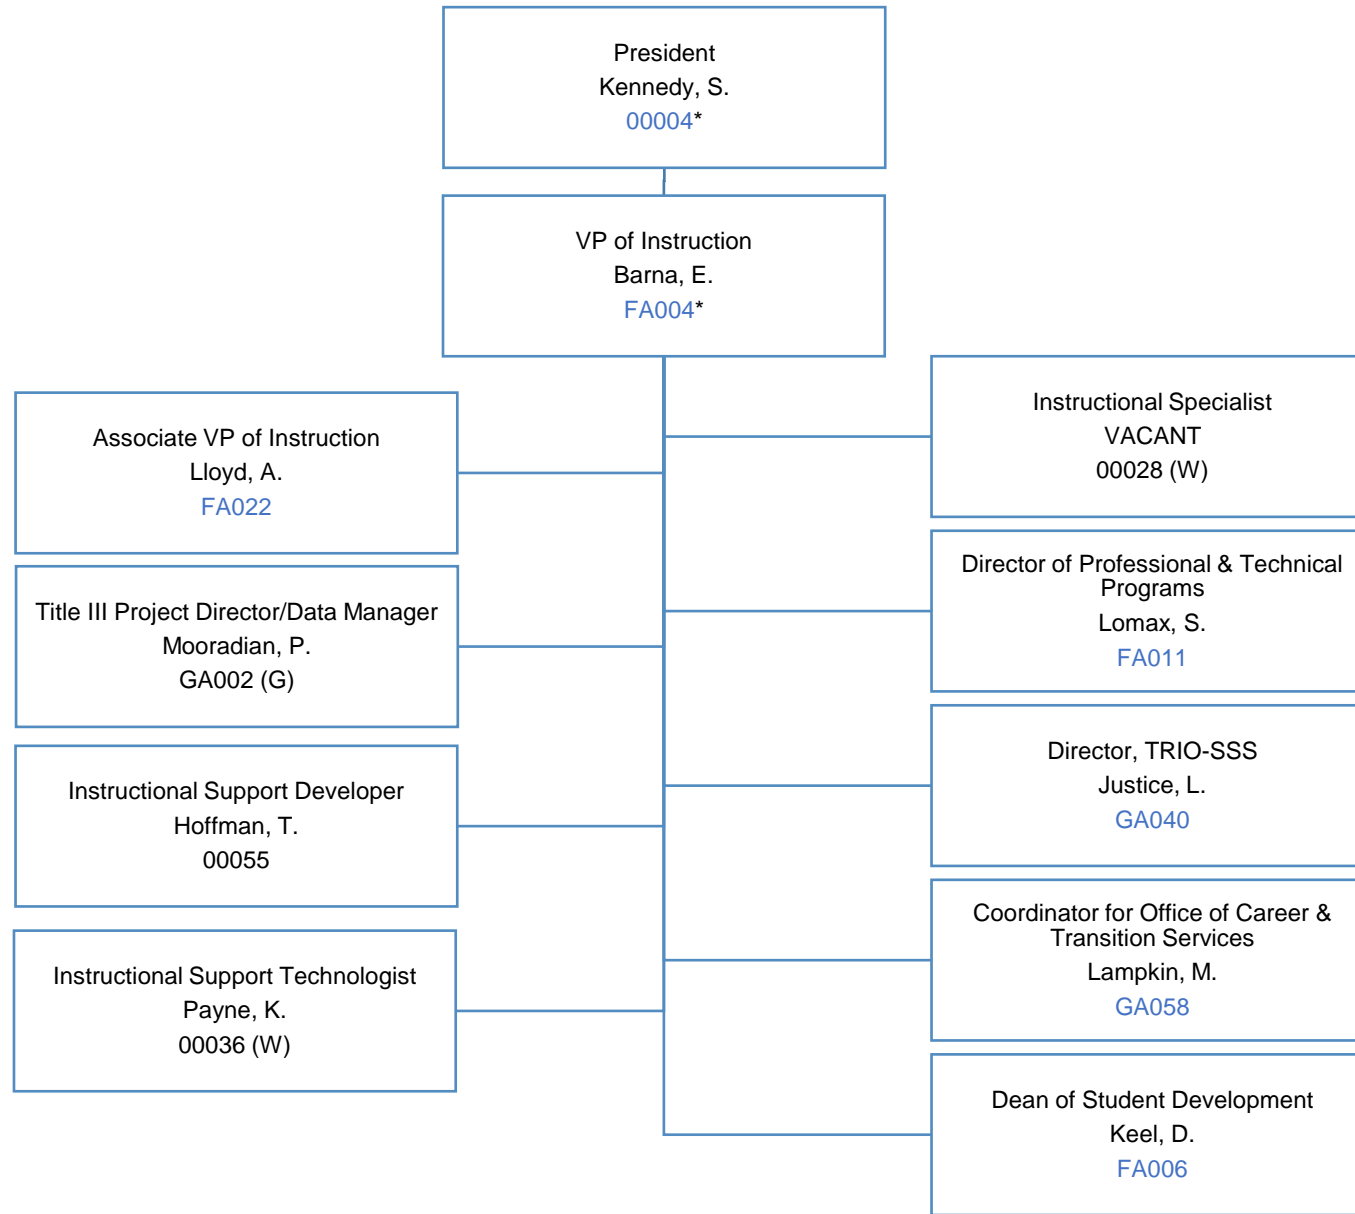 President
Kennedy, S.
00004*
VP of Instruction
Barna, E.
FA004*
Associate VP of Instruction
Lloyd, A.
FA022
Title III Project Director/Data Manager
Mooradian, P.
GA002 (G)
Instructional Support Developer
Hoffman, T.
00055
Instructional Support Technologist
Payne, K.
00036 (W)
Instructional Specialist
VACANT
00028 (W)
Director of Professional & Technical
Programs
Lomax, S.
FA011
Director, TRIO-SSS
Justice, L.
GA040
Coordinator for Office of Career &
Transition Services
Lampkin, M.
GA058
Dean of Student Development
Keel, D.
FA006